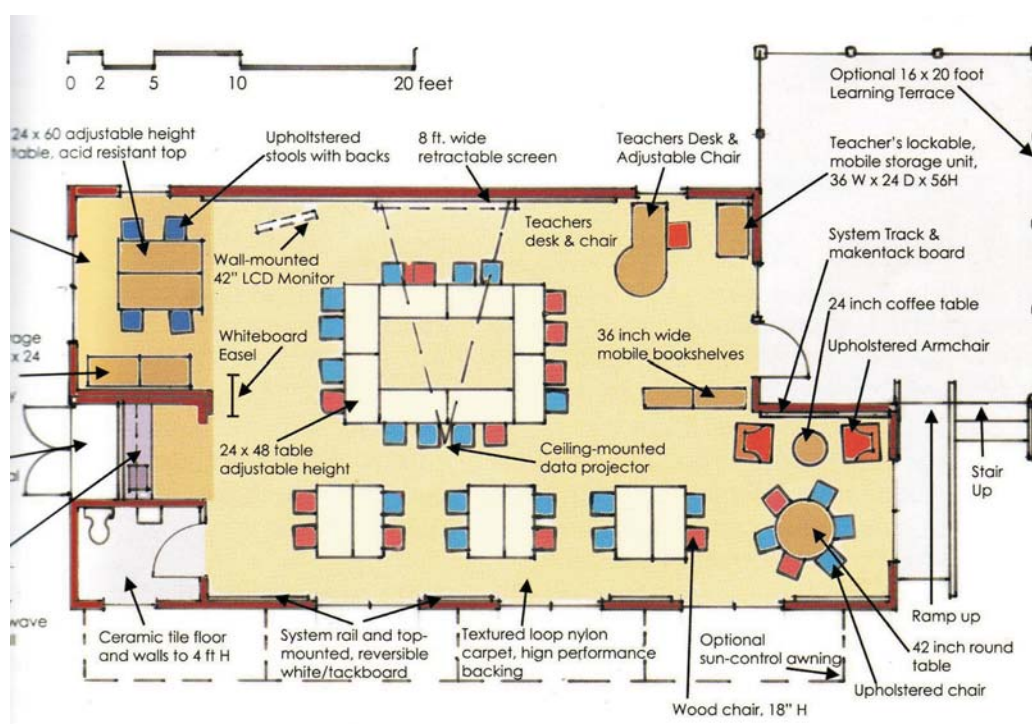 0 2 5 10 20 feet
Optional 16 x 20 foot
Learning Terrace
24 x 60 adjustable height
table, acid resistant top
Upholtstered
stools with backs
8 ft. wide
retractable screen
Teachers Desk &
Adjustable Chair
Teacher's lockable,
mobile storage unit,
36 W x 24 D x 56H
Teachers
desk & chair
System Track &
makentack board
Wall-mounted
42" LCD Monitor
24 inch coffee table
Whiteboard
Easel
36 inch wide
mobile bookshelves
Upholstered Armchair
x 24
24 x 48 table
adjustable height
Ceiling-mounted
data projector
Stair
Up
Ceramic tile floor
and walls to 4 ft H
System rail and top-
mounted, reversible
white/tackboard
Textured loop nylon
carpet, hign performance
backing
Optional
sun-control awning
Ramp up
42 inch round
table
Upholstered chair
Wood chair, 18" H